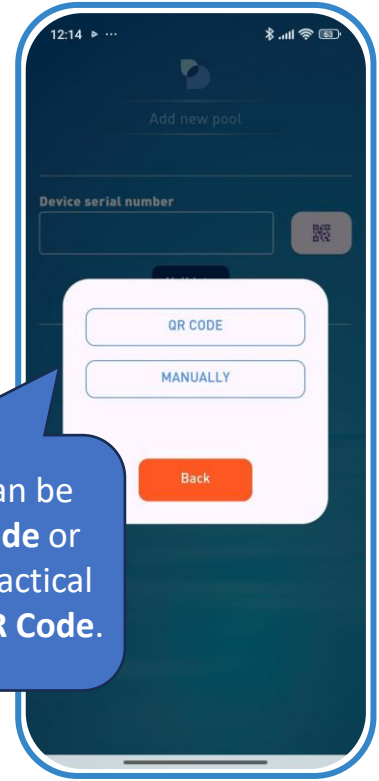 12:14
63
Add new pool
Device serial number
QR CODE
MANUALLY
Back
an be
de or
actical
R Code.